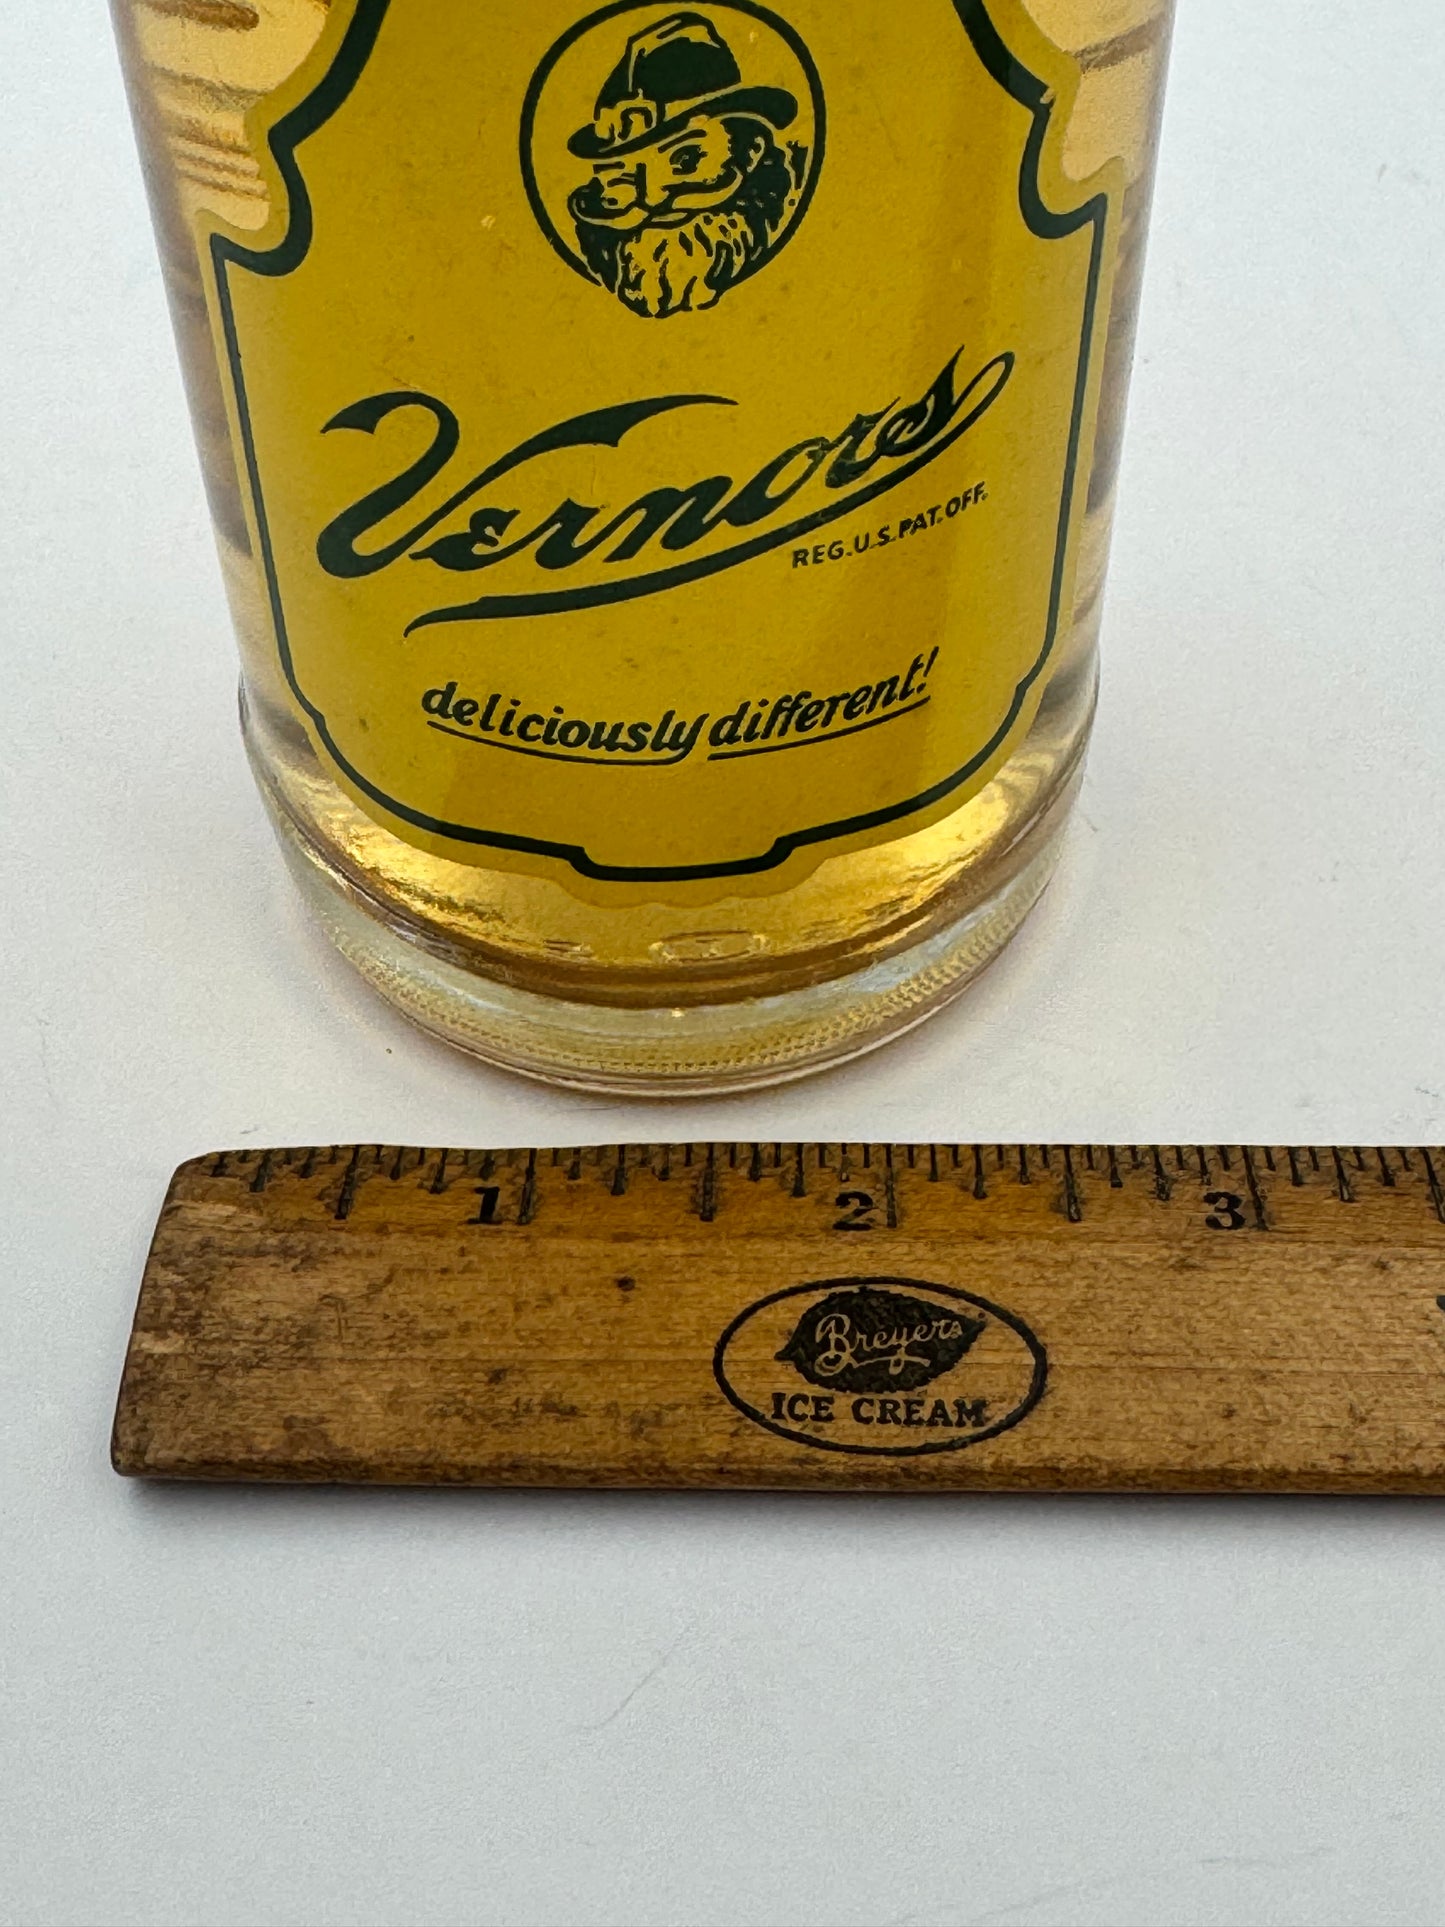 Vernors
REG. U.S. PAT. OFF.
deliciously different!
1 2 3
Breyers
ICE CREAM